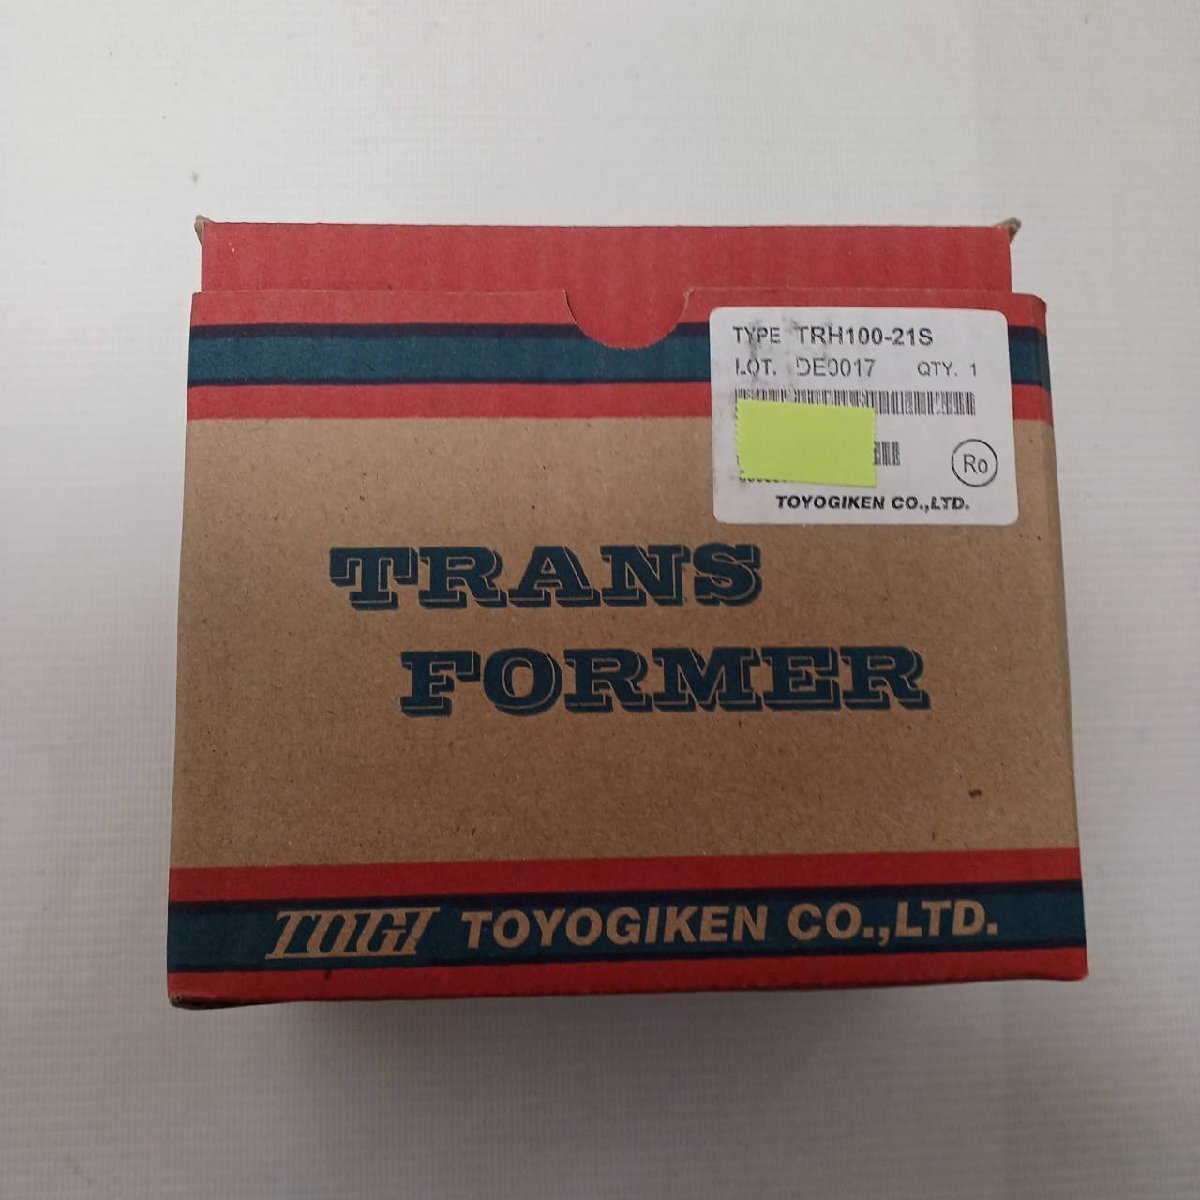 TYPE TRH100-21S
LOT. DE0017 QTY. 1
Ro
TOYOGIKEN CO.,LTD.
TRANS
FORMER
TOGI TOYOGIKEN CO.,LTD.